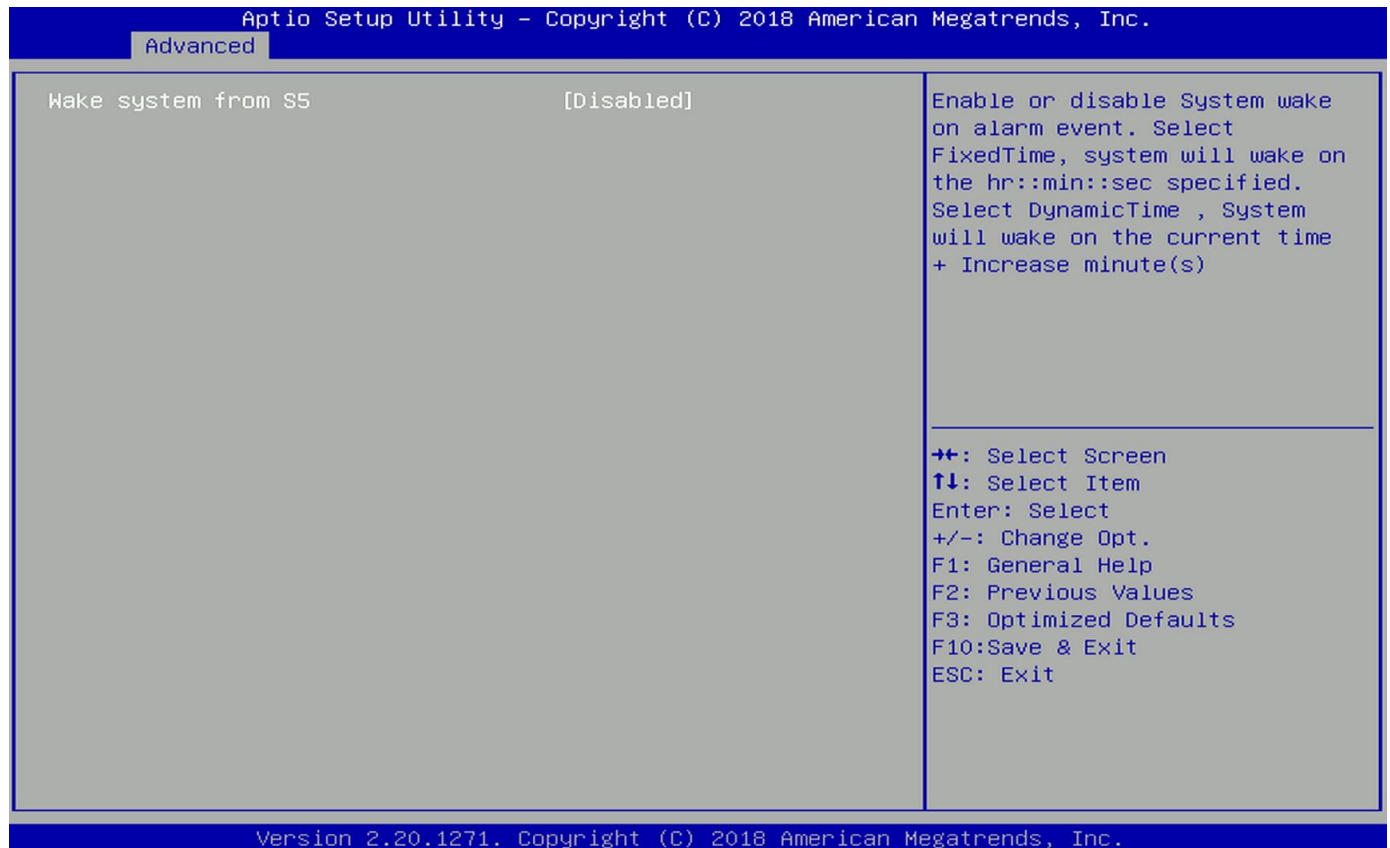 Aptio Setup Utility – Copyright (C) 2018 American Megatrends, Inc.
Advanced
Wake system from S5 [Disabled]
Enable or disable System wake
on alarm event. Select
FixedTime, system will wake on
the hr::min::sec specified.
Select DynamicTime , System
will wake on the current time
+ Increase minute(s)
→←: Select Screen
↑↓: Select Item
Enter: Select
+/-: Change Opt.
F1: General Help
F2: Previous Values
F3: Optimized Defaults
F10:Save & Exit
ESC: Exit
Version 2.20.1271. Copyright (C) 2018 American Megatrends, Inc.